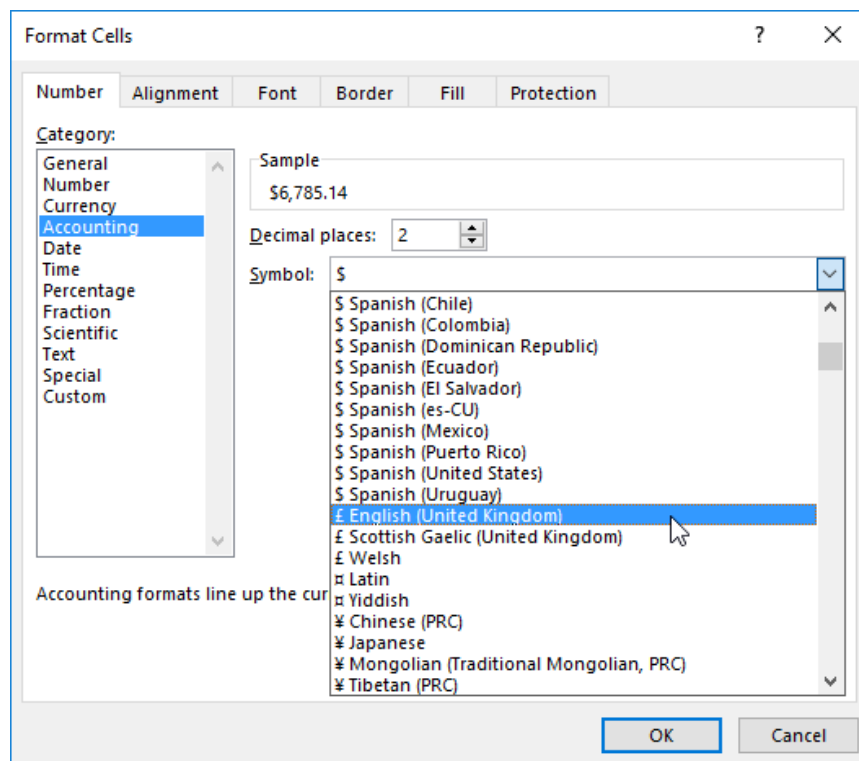 Format Cells ?
Number Alignment Font Border Fill Protection
Category:
General
Number
Currency
Accounting
Date
Time
Percentage
Fraction
Scientific
Text
Special
Custom
Sample
$6,785.14
Decimal places: 2
Symbol: $
$ Spanish (Chile)
$ Spanish (Colombia)
$ Spanish (Dominican Republic)
$ Spanish (Ecuador)
$ Spanish (El Salvador)
$ Spanish (es-CU)
$ Spanish (Mexico)
$ Spanish (Puerto Rico)
$ Spanish (United States)
$ Spanish (Uruguay)
£ English (United Kingdom)
£ Scottish Gaelic (United Kingdom)
£ Welsh
¤ Latin
¤ Yiddish
¥ Chinese (PRC)
¥ Japanese
¥ Mongolian (Traditional Mongolian, PRC)
¥ Tibetan (PRC)
Accounting formats line up the cur
OK Cancel